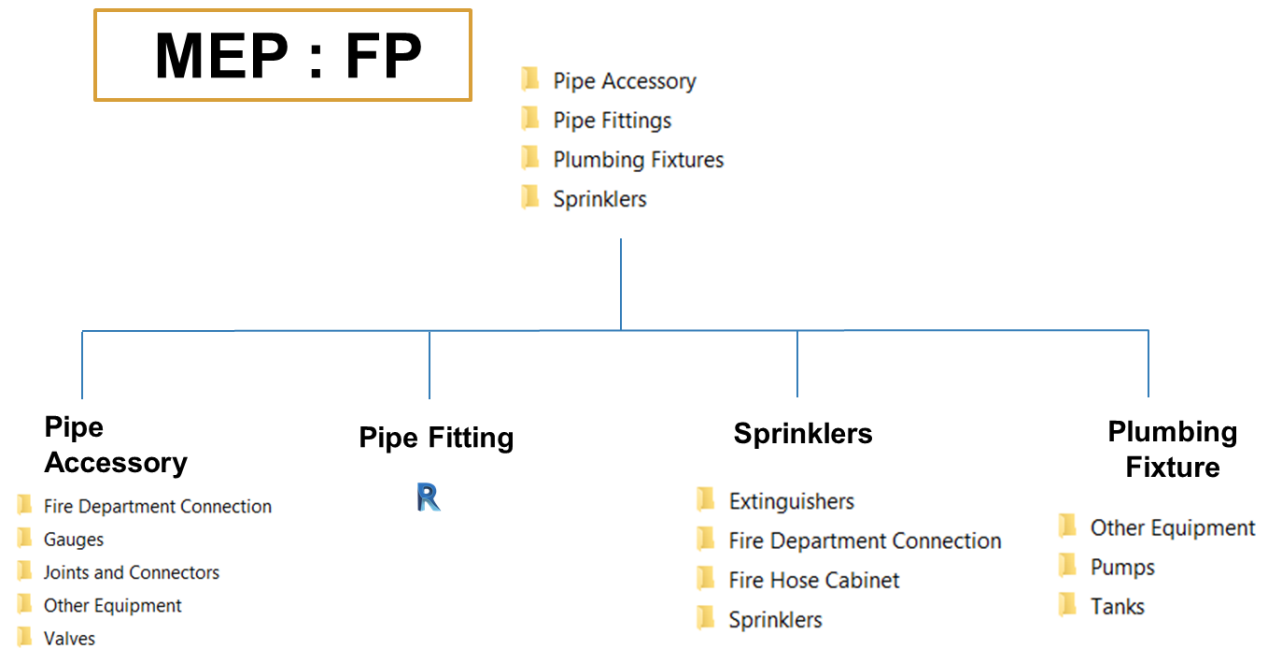 MEP : FP
Pipe Accessory
Pipe Fittings
Plumbing Fixtures
Sprinklers
Pipe
Accessory
Fire Department Connection
Gauges
Joints and Connectors
Other Equipment
Valves
Pipe Fitting
R
Sprinklers
Extinguishers
Fire Department Connection
Fire Hose Cabinet
Sprinklers
Plumbing
Fixture
Other Equipment
Pumps
Tanks